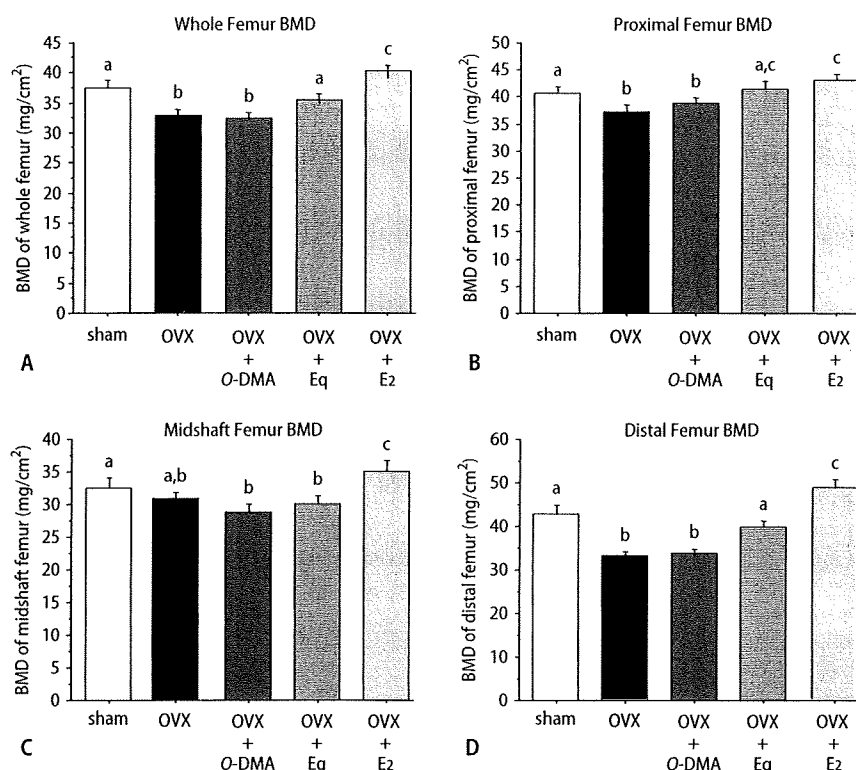 Whole Femur BMD
BMD of whole femur (mg/cm²)
50
45
40
35
30
25
20
15
10
5
0
a
b
b
a
c
sham
OVX
OVX
+
O-DMA
OVX
+
Eq
OVX
+
E2
A
Proximal Femur BMD
BMD of proximal femur (mg/cm²)
50
45
40
35
30
25
20
15
10
5
0
a
b
b
a,c
c
sham
OVX
OVX
+
O-DMA
OVX
+
Eq
OVX
+
E2
B
Midshaft Femur BMD
BMD of midshaft femur (mg/cm²)
40
35
30
25
20
15
10
5
0
a
a,b
b
b
c
sham
OVX
OVX
+
O-DMA
OVX
+
Eq
OVX
+
E2
C
Distal Femur BMD
BMD of distal femur (mg/cm²)
60
50
40
30
20
10
0
a
b
b
a
c
sham
OVX
OVX
+
O-DMA
OVX
+
Eq
OVX
+
E2
D